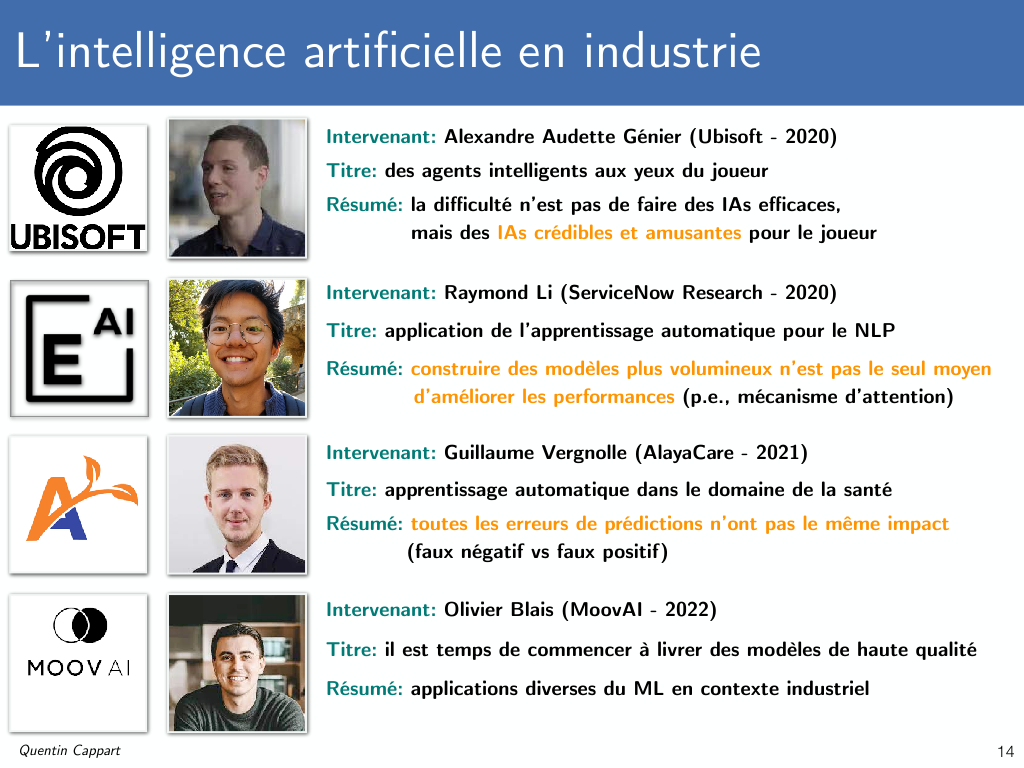 L'intelligence artificielle en industrie
UBISOFT
Intervenant: Alexandre Audette Génier (Ubisoft - 2020)
Titre: des agents intelligents aux yeux du joueur
Résumé: la difficulté n'est pas de faire des IAs efficaces,
mais des IAs crédibles et amusantes pour le joueur
E AI
Intervenant: Raymond Li (ServiceNow Research - 2020)
Titre: application de l'apprentissage automatique pour le NLP
Résumé: construire des modèles plus volumineux n'est pas le seul moyen
d'améliorer les performances (p.e., mécanisme d'attention)
A
Intervenant: Guillaume Vergnolle (AlayaCare - 2021)
Titre: apprentissage automatique dans le domaine de la santé
Résumé: toutes les erreurs de prédictions n'ont pas le même impact
(faux négatif vs faux positif)
MOOV AI
Intervenant: Olivier Blais (MoovAI - 2022)
Titre: il est temps de commencer à livrer des modèles de haute qualité
Résumé: applications diverses du ML en contexte industriel
Quentin Cappart
14